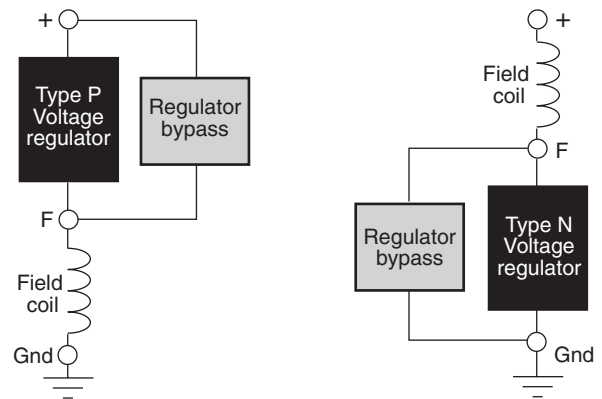 +
Type P
Voltage
regulator
Regulator
bypass
F
Field
coil
Gnd
+
Field
coil
F
Regulator
bypass
Type N
Voltage
regulator
Gnd